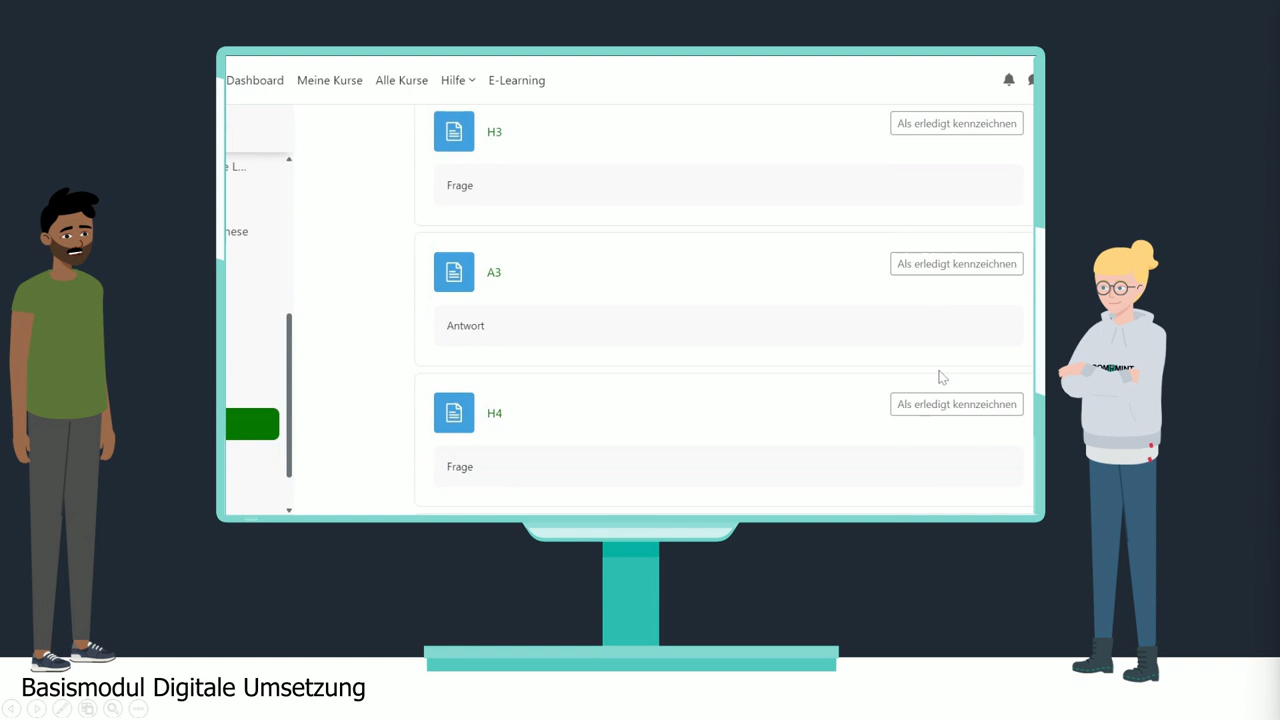 Dashboard Meine Kurse Alle Kurse Hilfe E-Learning
H3
Als erledigt kennzeichnen
Frage
e L...
nese
A3
Als erledigt kennzeichnen
Antwort
H4
Als erledigt kennzeichnen
Frage
Basismodul Digitale Umsetzung